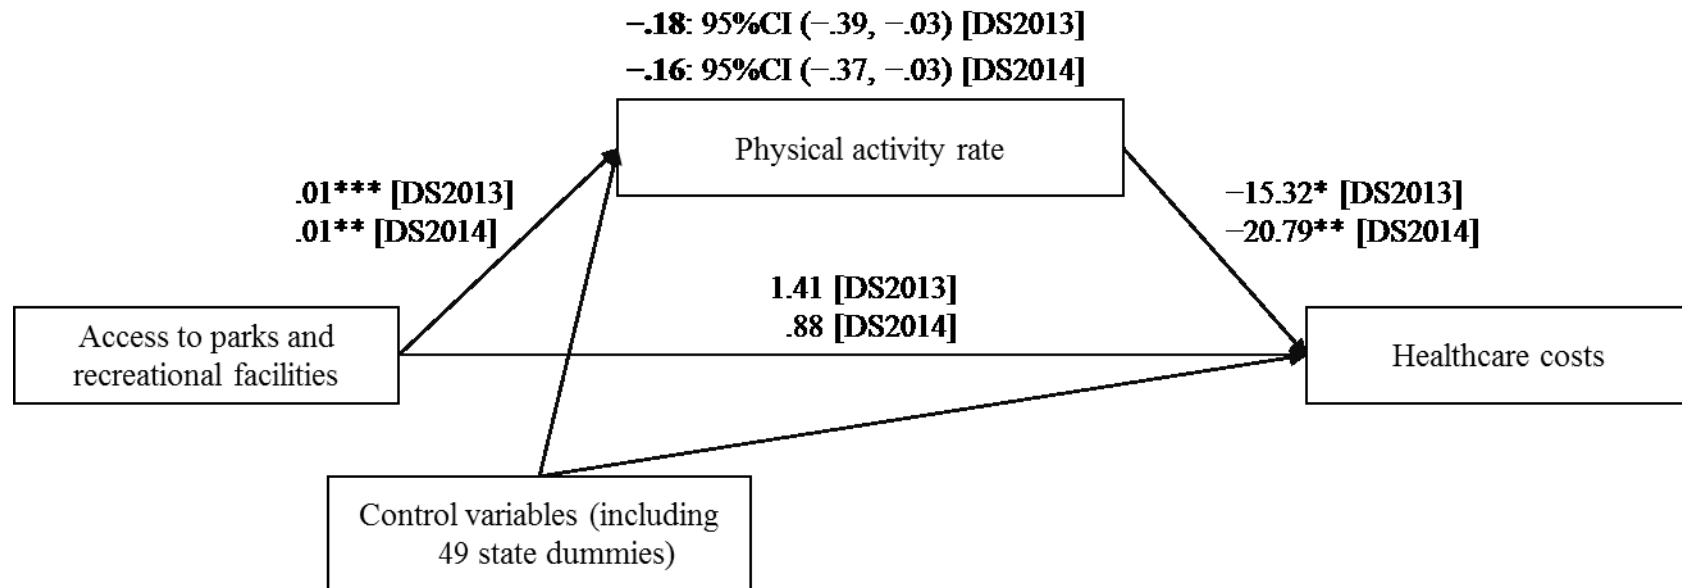 −.18: 95%CI (−.39, −.03) [DS2013]
−.16: 95%CI (−.37, −.03) [DS2014]
Physical activity rate
.01*** [DS2013]
.01** [DS2014]
−15.32* [DS2013]
−20.79** [DS2014]
1.41 [DS2013]
.88 [DS2014]
Access to parks and
recreational facilities
Healthcare costs
Control variables (including
49 state dummies)